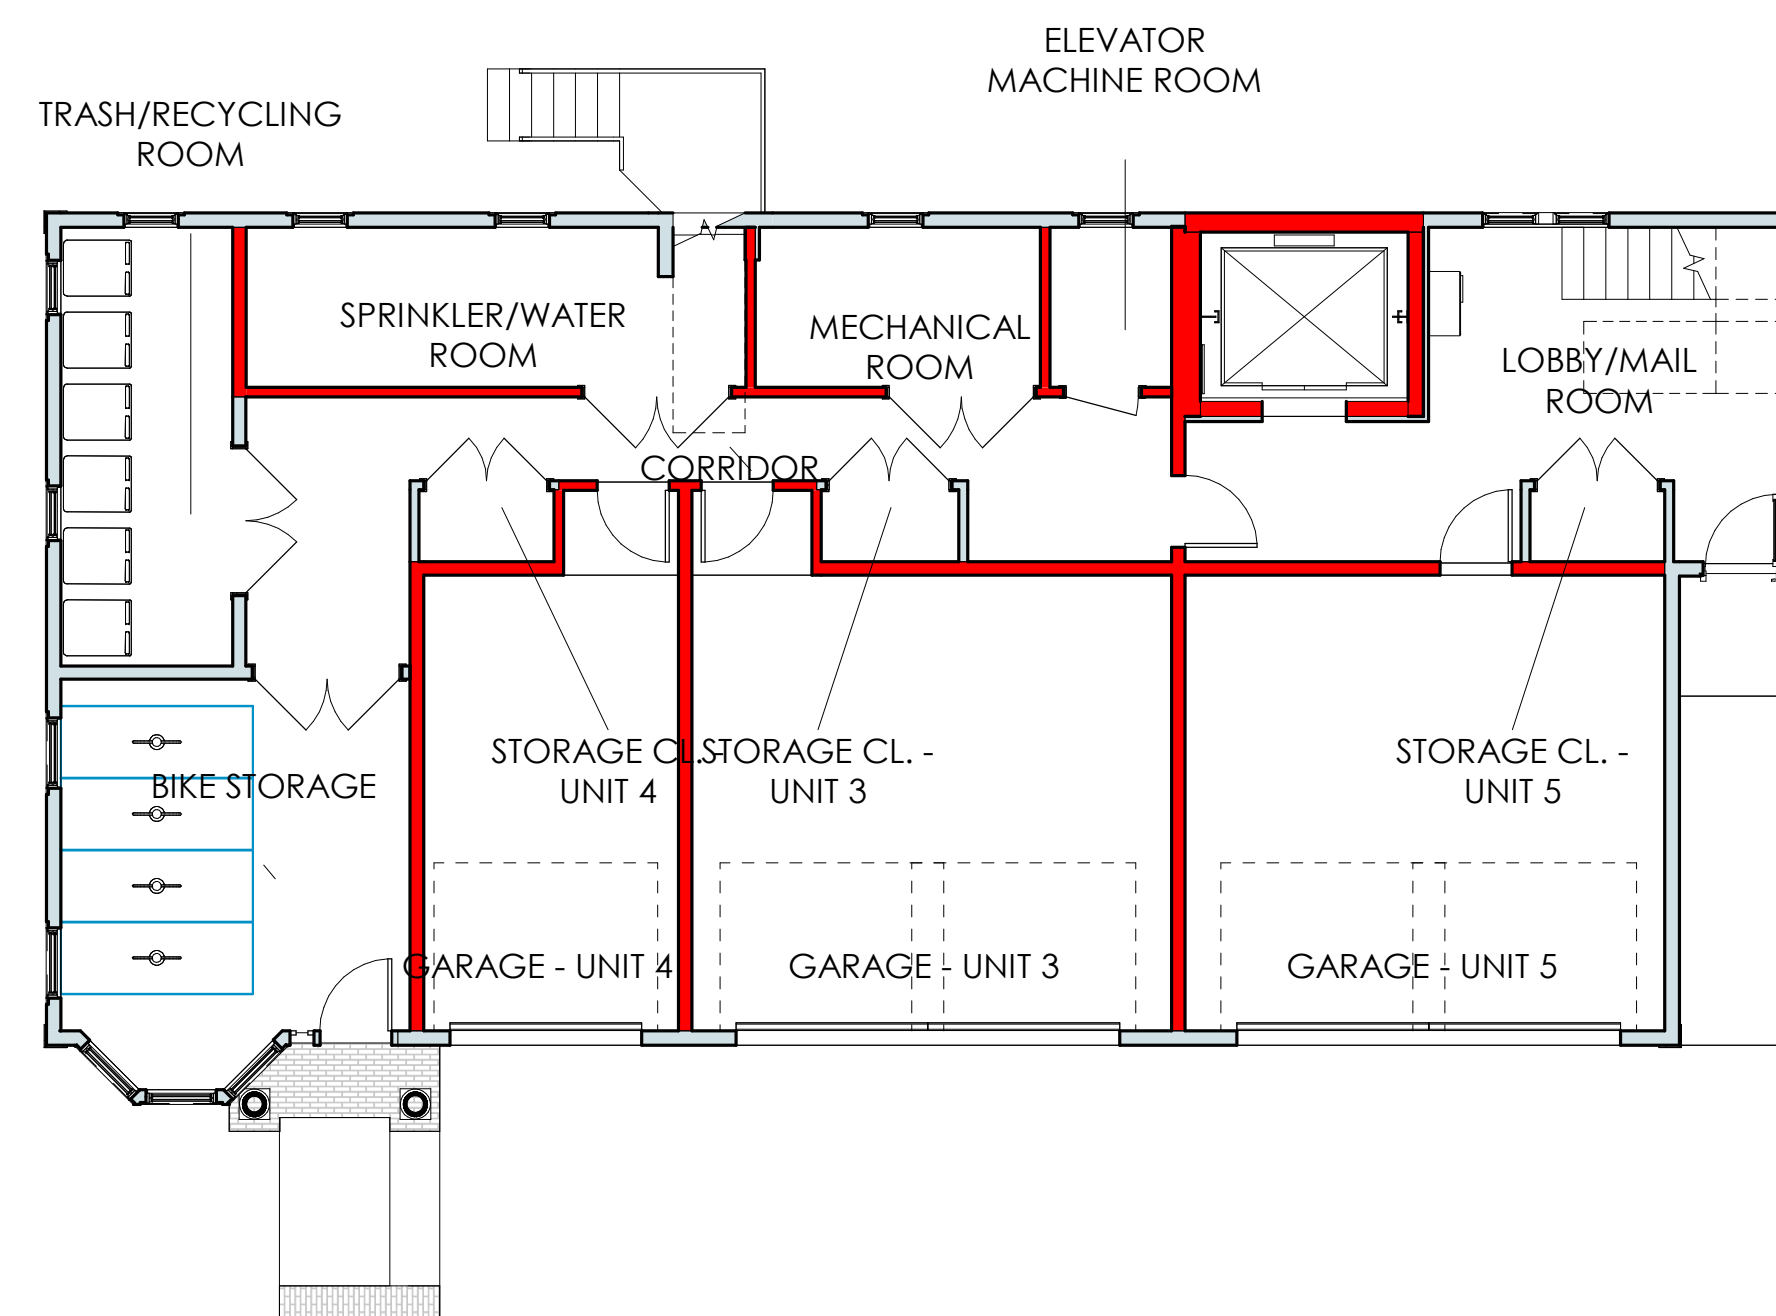 ELEVATOR
MACHINE ROOM
TRASH/RECYCLING
ROOM
SPRINKLER/WATER
ROOM
MECHANICAL
ROOM
LOBBY/MAIL
ROOM
CORRIDOR
STORAGE CL. -
UNIT 4
STORAGE CL. -
UNIT 3
STORAGE CL. -
UNIT 5
BIKE STORAGE
GARAGE - UNIT 4
GARAGE - UNIT 3
GARAGE - UNIT 5